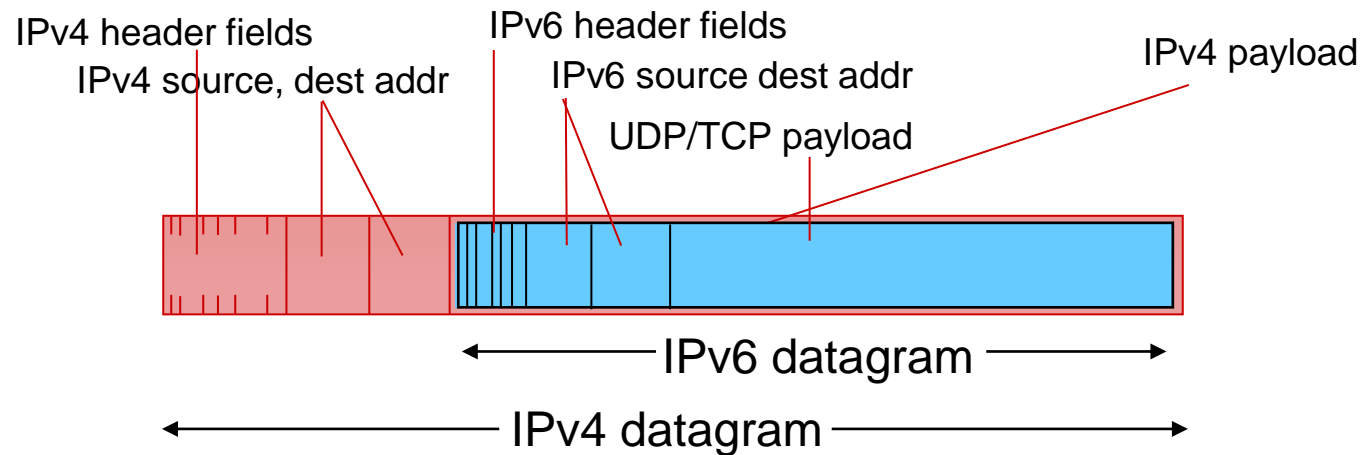 IPv4 header fields
IPv6 header fields
IPv4 payload
IPv4 source, dest addr
IPv6 source dest addr
UDP/TCP payload
IPv6 datagram
IPv4 datagram